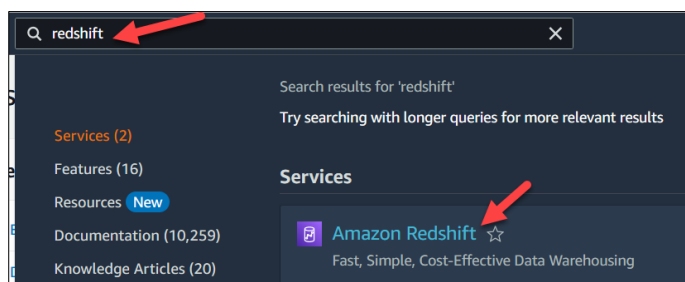 redshift
Search results for 'redshift'
Try searching with longer queries for more relevant results
Services (2)
Features (16)
Resources New
Documentation (10,259)
Knowledge Articles (20)
Services
Amazon Redshift
Fast, Simple, Cost-Effective Data Warehousing